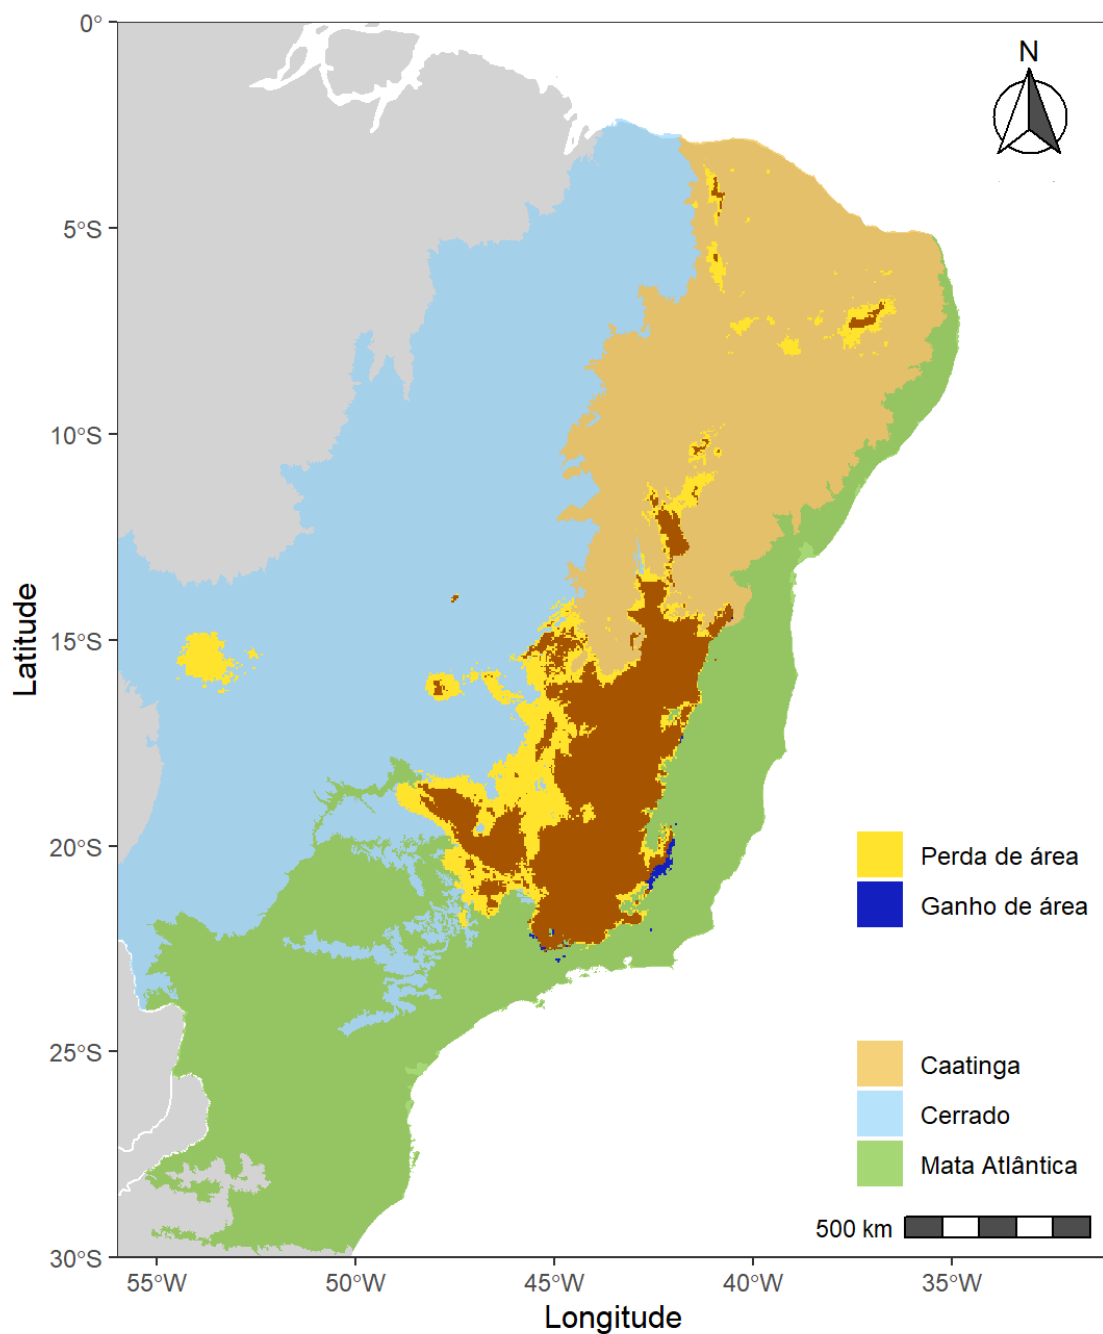 0°
5°S
10°S
15°S
20°S
25°S
30°S
Latitude
N
Perda de área
Ganho de área
Caatinga
Cerrado
Mata Atlântica
500 km
55°W
50°W
45°W
40°W
35°W
Longitude